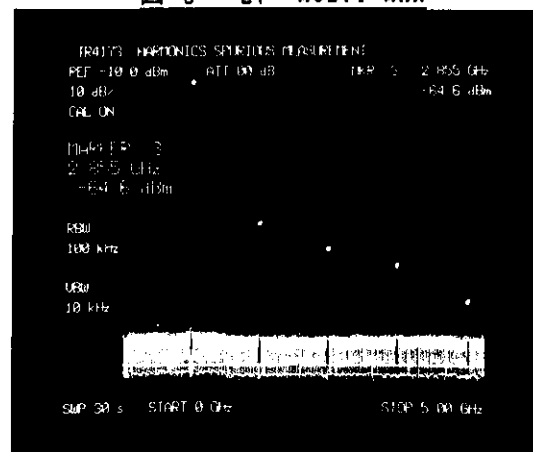 TR4173 HARMONICS SPURIOUS MEASUREMENT
REF -10.0 dBm ATT 00 dB MKR 3 2.855 GHz
10 dB/ -64.6 dBm
CAL ON
MARKER 3
2.855 GHz
-64.6 dBm
RBW
100 kHz
VBW
10 kHz
SWP 30 s START 0 GHz STOP 5.00 GHz